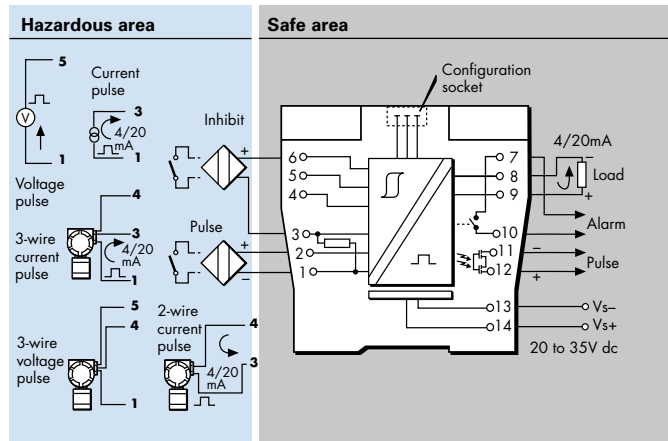 Hazardous area
Safe area
5
V
1
Voltage
pulse
Current
pulse
3
4/20
mA
1
Inhibit
+
Configuration
socket
6
5
4
3
2
1
7
8
9
10
11
12
13
14
4/20mA
−
Load
+
Alarm
−
Pulse
+
Vs–
Vs+
20 to 35V dc
4
3-wire
current
pulse
3
4/20
mA
1
Pulse
+
−
5
4
3-wire
voltage
pulse
1
2-wire
current
pulse
4
4/20
mA
3